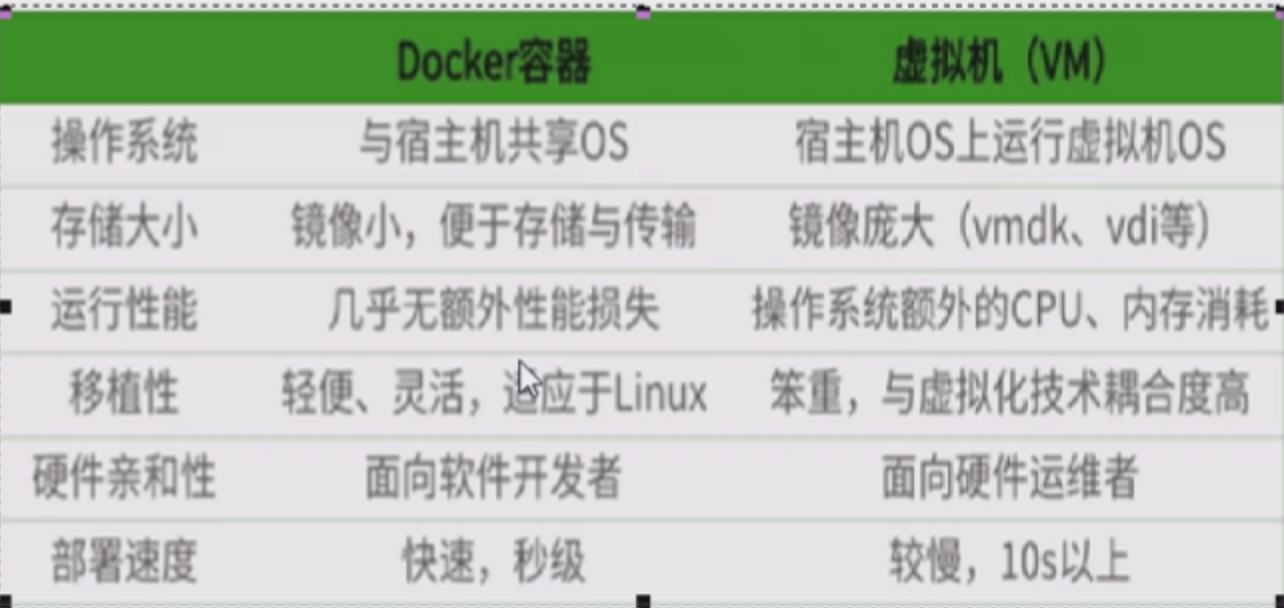 Docker容器 虚拟机（VM）
操作系统 与宿主机共享OS 宿主机OS上运行虚拟机OS
存储大小 镜像小，便于存储与传输 镜像庞大（vmdk、vdi等）
运行性能 几乎无额外性能损失 操作系统额外的CPU、内存消耗
移植性 轻便、灵活，适应于Linux 笨重，与虚拟化技术耦合度高
硬件亲和性 面向软件开发者 面向硬件运维者
部署速度 快速，秒级 较慢，10s以上